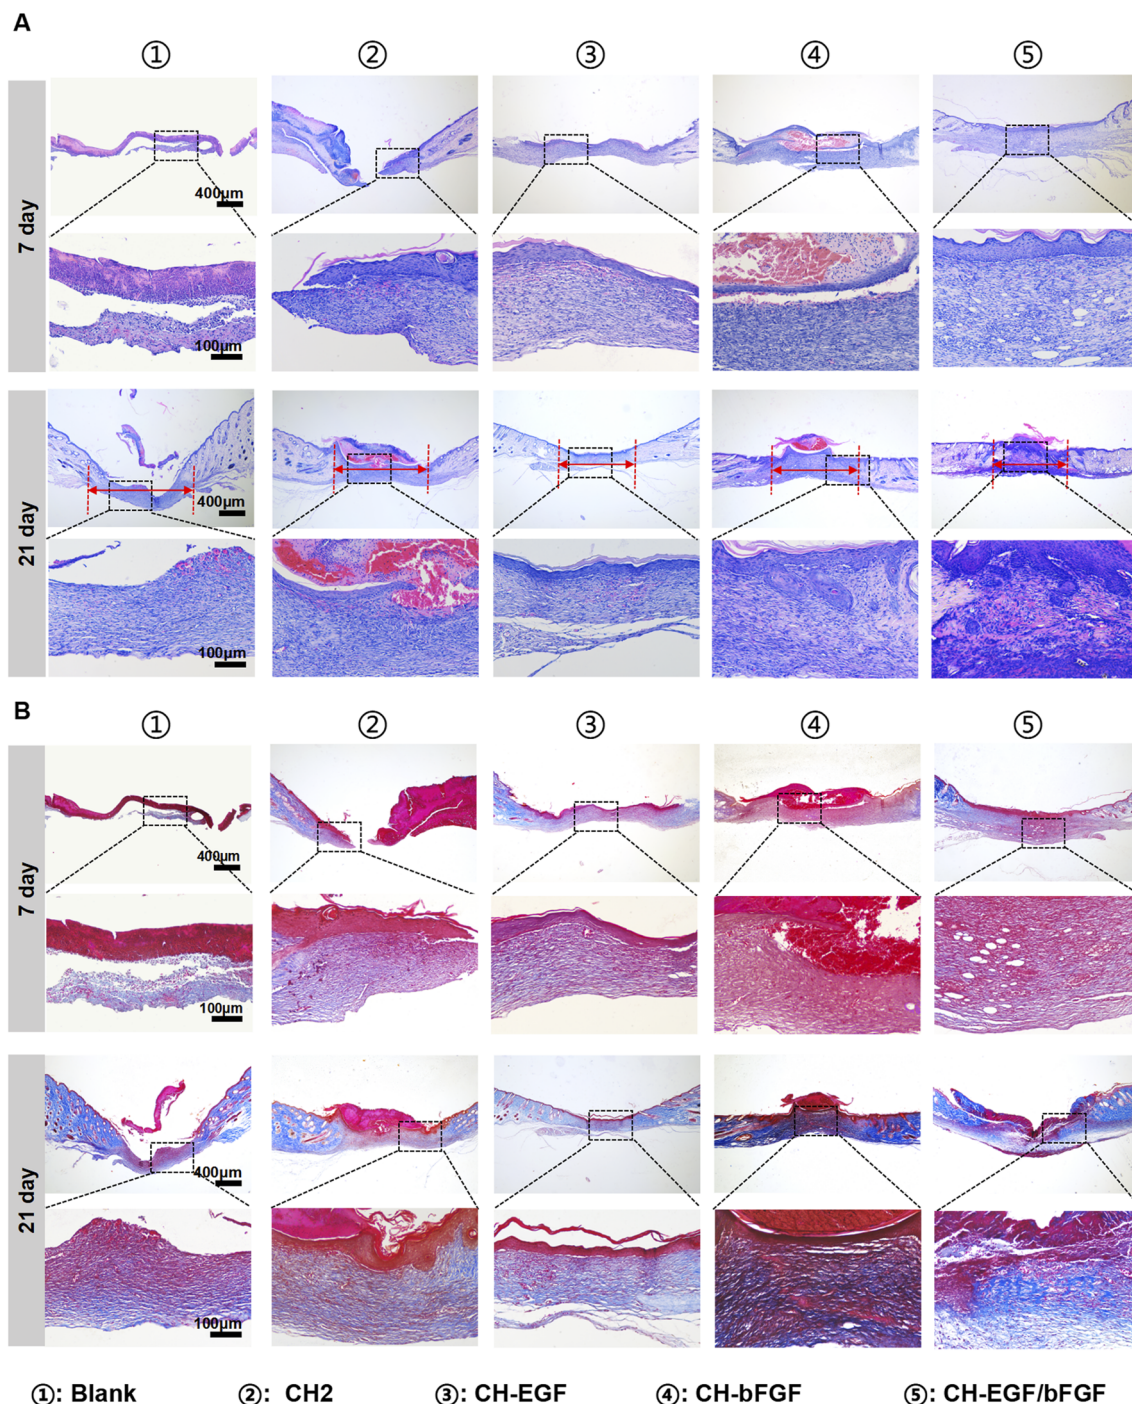 A
① ② ③ ④ ⑤
7 day
400μm
100μm
21 day
400μm
100μm
B
① ② ③ ④ ⑤
7 day
400μm
100μm
21 day
400μm
100μm
①: Blank ②: CH2 ③: CH-EGF ④: CH-bFGF ⑤: CH-EGF/bFGF